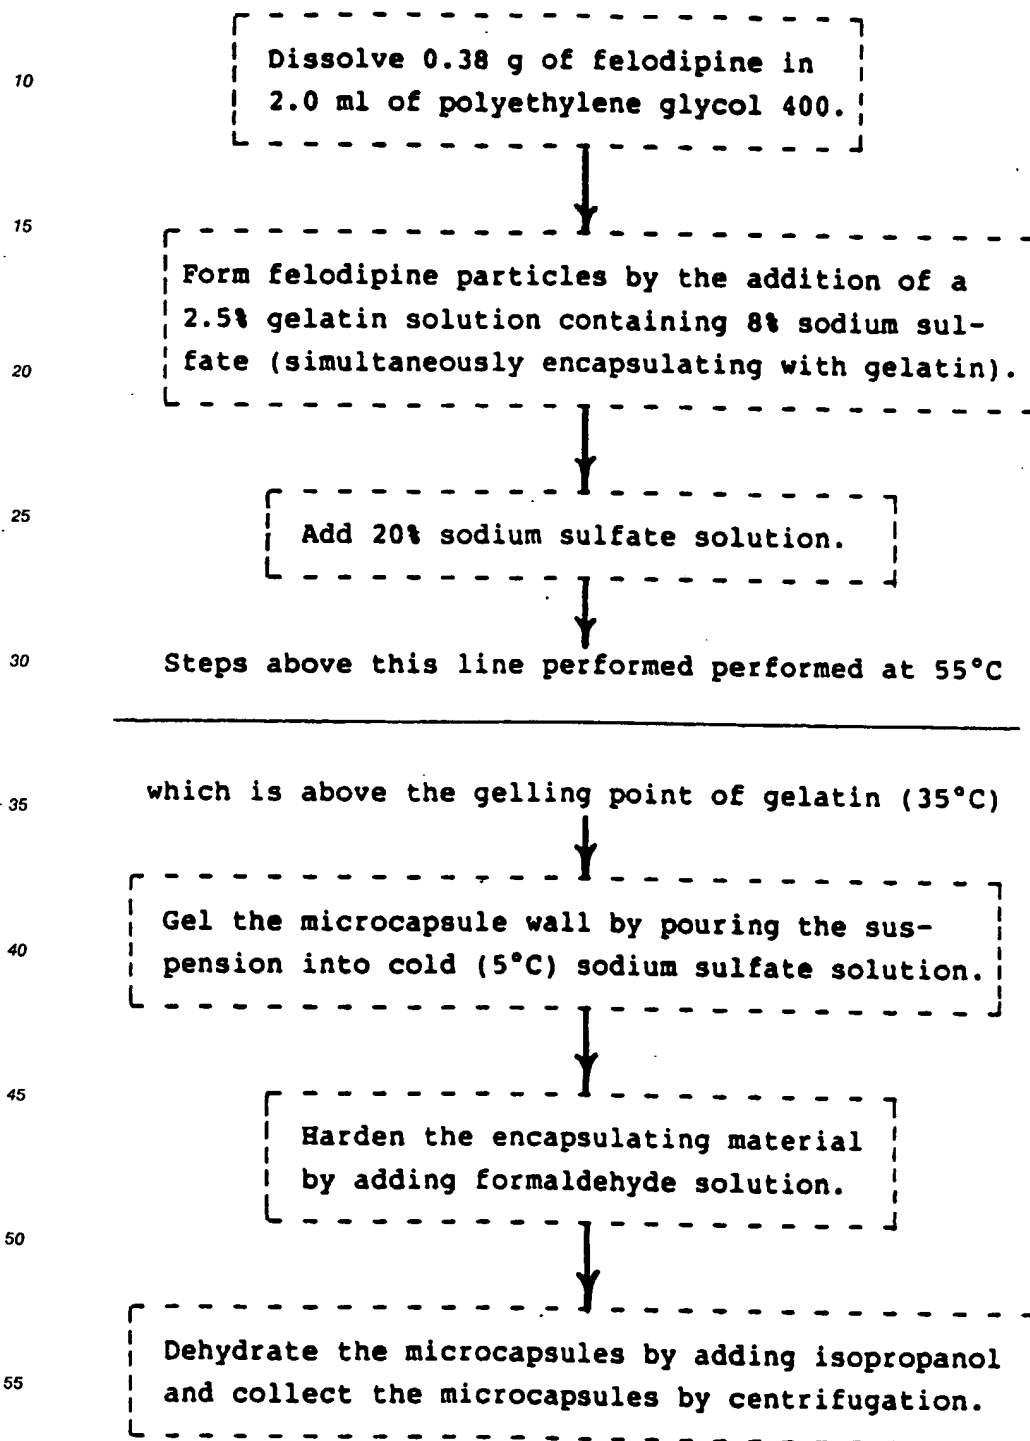 10
Dissolve 0.38 g of felodipine in
2.0 ml of polyethylene glycol 400.
15
Form felodipine particles by the addition of a
2.5% gelatin solution containing 8% sodium sul-
20
fate (simultaneously encapsulating with gelatin).
25
Add 20% sodium sulfate solution.
30
Steps above this line performed performed at 55°C
35
which is above the gelling point of gelatin (35°C)
Gel the microcapsule wall by pouring the sus-
40
pension into cold (5°C) sodium sulfate solution.
45
Harden the encapsulating material
by adding formaldehyde solution.
50
Dehydrate the microcapsules by adding isopropanol
55
and collect the microcapsules by centrifugation.